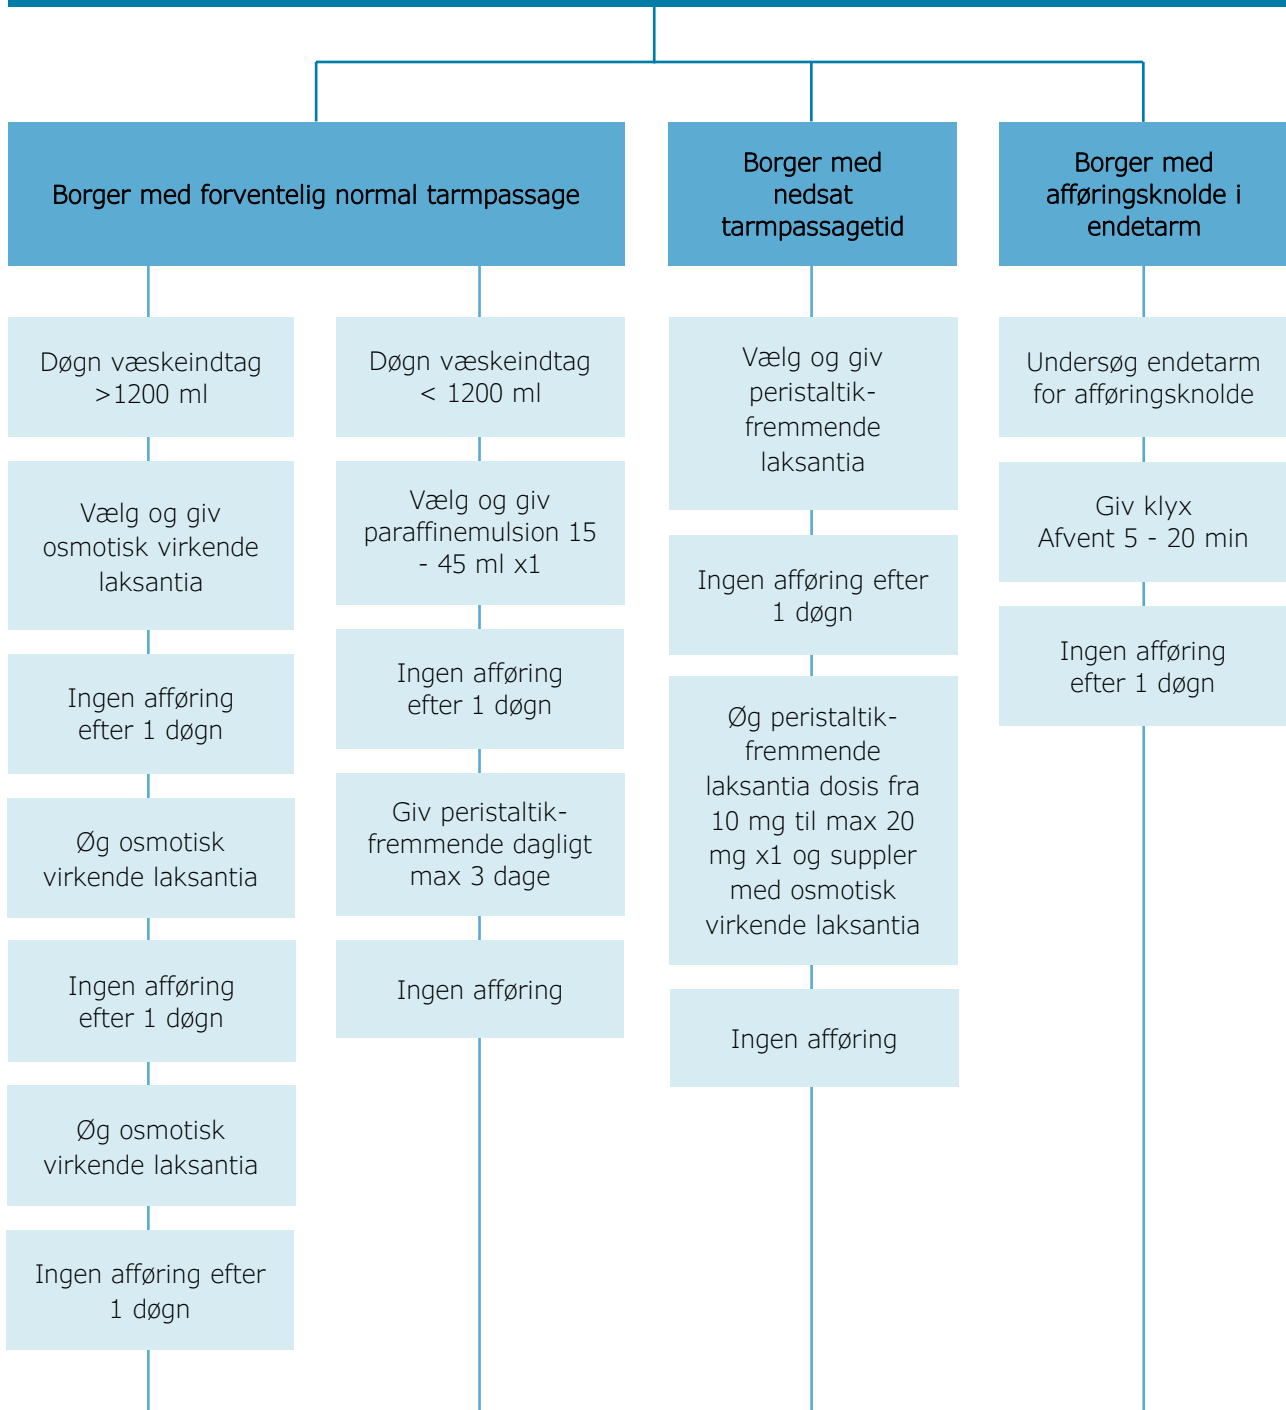 Borger med forventelig normal tarmpassage
Borger med
nedsat
tarmpassagetid
Borger med
afføringsknolde i
endetarm
Døgn væskeindtag
>1200 ml
Vælg og giv
osmotisk virkende
laksantia
Ingen afføring
efter 1 døgn
Øg osmotisk
virkende laksantia
Ingen afføring
efter 1 døgn
Øg osmotisk
virkende laksantia
Ingen afføring efter
1 døgn
Døgn væskeindtag
< 1200 ml
Vælg og giv
paraffinemulsion 15
- 45 ml x1
Ingen afføring
efter 1 døgn
Giv peristaltik-
fremmende dagligt
max 3 dage
Ingen afføring
Vælg og giv
peristaltik-
fremmende
laksantia
Ingen afføring efter
1 døgn
Øg peristaltik-
fremmende
laksantia dosis fra
10 mg til max 20
mg x1 og suppler
med osmotisk
virkende laksantia
Ingen afføring
Undersøg endetarm
for afføringsknolde
Giv klyx
Afvent 5 - 20 min
Ingen afføring
efter 1 døgn